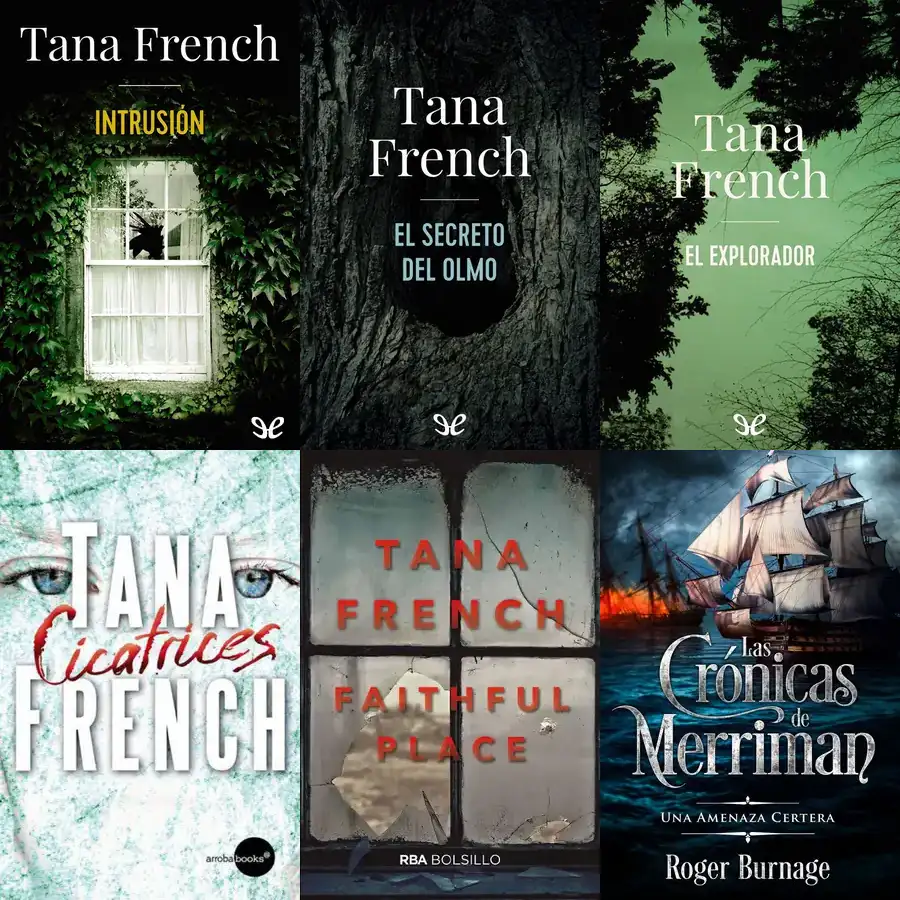 Tana French
INTRUSIÓN
Tana
French
EL SECRETO
DEL OLMO
Tana
French
EL EXPLORADOR
TANA
Cicatrices
FRENCH
arrobabooks@
TANA
FRENCH
FAITHFUL
PLACE
RBA BOLSILLO
Las
Crónicas
de
Merriman
UNA AMENAZA CERTERA
Roger Burnage